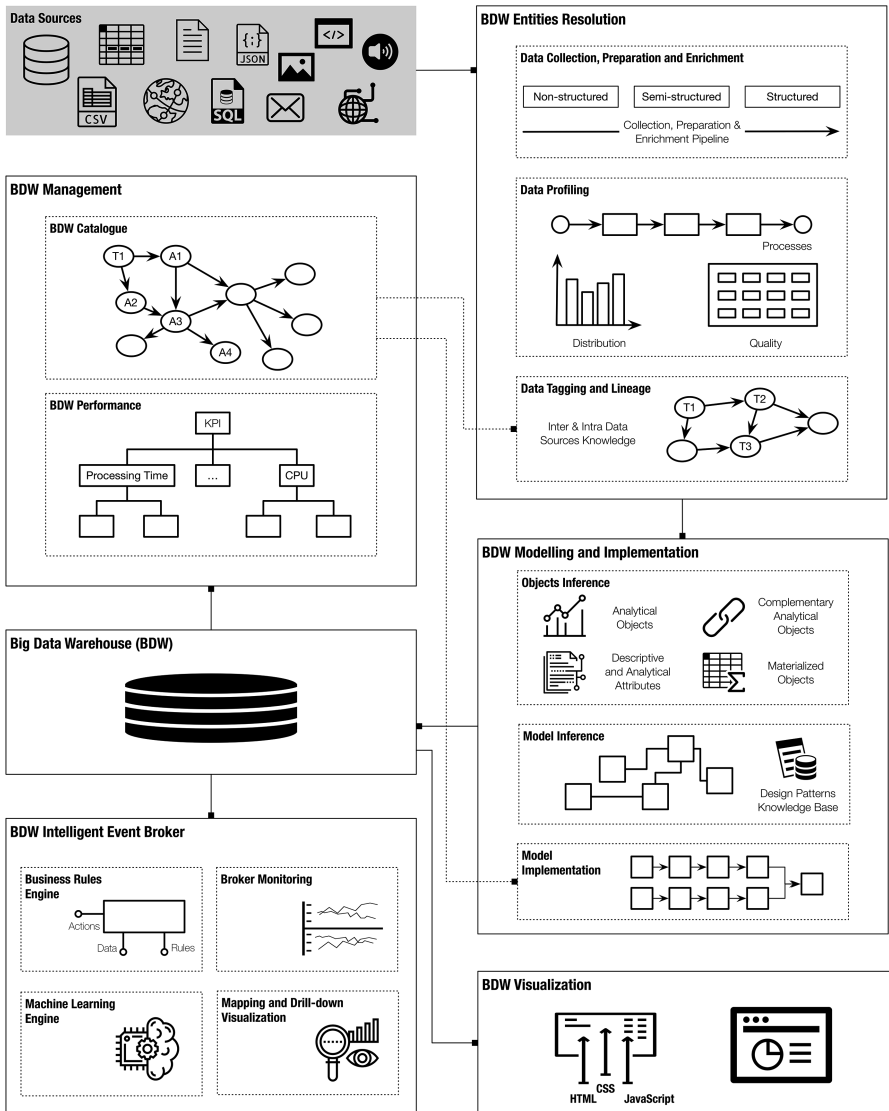 Data Sources
{;}
JSON
</>
CSV
SQL
BDW Entities Resolution
Data Collection, Preparation and Enrichment
Non-structured
Semi-structured
Structured
Collection, Preparation &
Enrichment Pipeline
Data Profiling
Processes
Distribution
Quality
Data Tagging and Lineage
Inter & Intra Data
Sources Knowledge
T1
T2
T3
BDW Management
BDW Catalogue
T1
A1
A2
A3
A4
BDW Performance
KPI
Processing Time
...
CPU
BDW Modelling and Implementation
Objects Inference
Analytical
Objects
Complementary
Analytical
Objects
Descriptive
and Analytical
Attributes
Materialized
Objects
Model Inference
Design Patterns
Knowledge Base
Model
Implementation
Big Data Warehouse (BDW)
BDW Intelligent Event Broker
Business Rules
Engine
Actions
Data
Rules
Broker Monitoring
Machine Learning
Engine
Mapping and Drill-down
Visualization
BDW Visualization
HTML
CSS
JavaScript